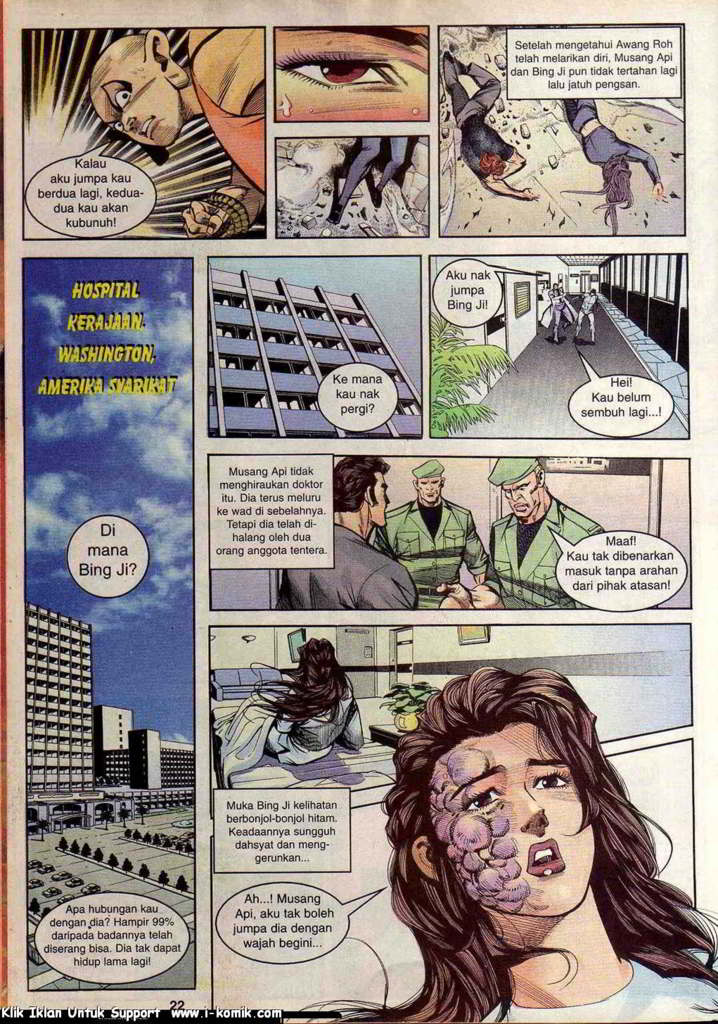 Kalau
aku jumpa kau
berdua lagi, kedua-
dua kau akan
kubunuh!
Setelah mengetahui Awang Roh
telah melarikan diri, Musang Api
dan Bing Ji pun tidak tertahan lagi
lalu jatuh pengsan.
HOSPITAL
KERAJAAN,
WASHINGTON,
AMERIKA SYARIKAT
Di
mana
Bing Ji?
Apa hubungan kau
dengan dia? Hampir 99%
daripada badannya telah
diserang bisa. Dia tak dapat
hidup lama lagi!
Ke mana
kau nak
pergi?
Aku nak
jumpa
Bing Ji!
Hei!
Kau belum
sembuh lagi...!
Musang Api tidak
menghiraukan doktor
itu. Dia terus meluru
ke wad di sebelahnya.
Tetapi dia telah di-
halang oleh dua
orang anggota tentera.
Maaf!
Kau tak dibenarkan
masuk tanpa arahan
dari pihak atasan!
Muka Bing Ji kelihatan
berbonjol-bonjol hitam.
Keadaannya sungguh
dahsyat dan meng-
gerunkan...
Ah...! Musang
Api, aku tak boleh
jumpa dia dengan
wajah begini...
22
Klik Iklan Untuk Support www.i-komik.com